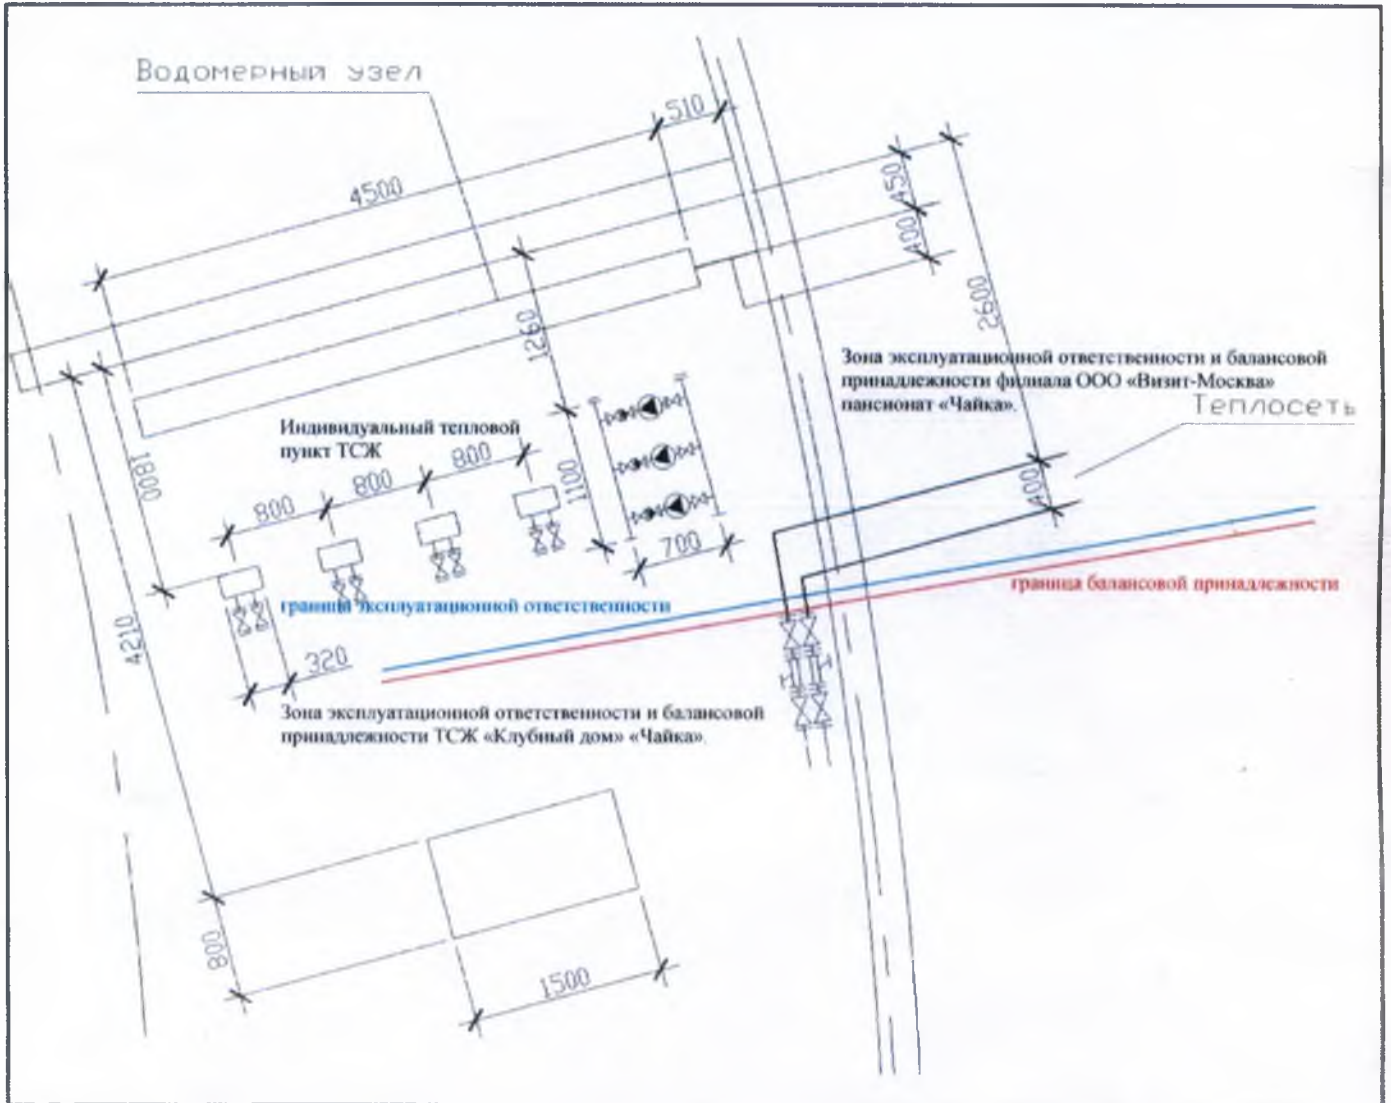 Водомерный узел
510
4500
450
400
2600
1260
Зона эксплуатационной ответственности и балансовой
принадлежности филиала ООО «Визит-Москва»
пансионат «Чайка».
Теплосеть
Индивидуальный тепловой
пункт ТСЖ
1800
800
800
800
1100
400
700
граница эксплуатационной ответственности
граница балансовой принадлежности
4210
320
Зона эксплуатационной ответственности и балансовой
принадлежности ТСЖ «Клубный дом» «Чайка».
800
1500